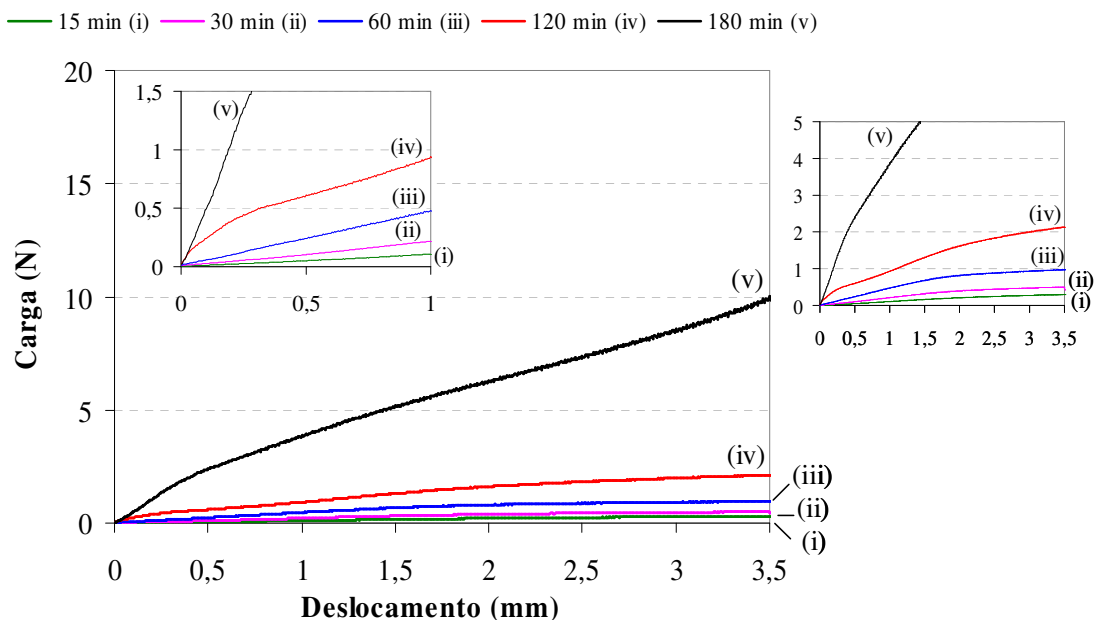 15 min (i) 30 min (ii) 60 min (iii) 120 min (iv) 180 min (v)
Carga (N)
20
15
10
5
0
0 0,5 1 1,5 2 2,5 3 3,5
Deslocamento (mm)
(v)
(iv)
(iii)
(ii)
(i)
1,5
1
0,5
0
0 0,5 1
(v)
(iv)
(iii)
(ii)
(i)
5
4
3
2
1
0
0 0,5 1 1,5 2 2,5 3 3,5
(v)
(iv)
(iii)
(ii)
(i)